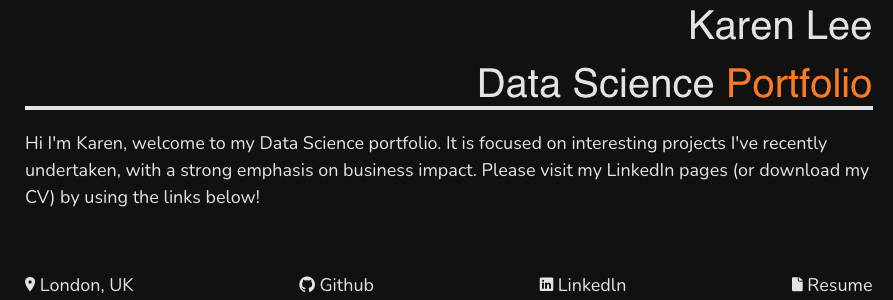 Karen Lee
Data Science Portfolio
Hi I'm Karen, welcome to my Data Science portfolio. It is focused on interesting projects I've recently
undertaken, with a strong emphasis on business impact. Please visit my LinkedIn pages (or download my
CV) by using the links below!
London, UK Github LinkedIn Resume